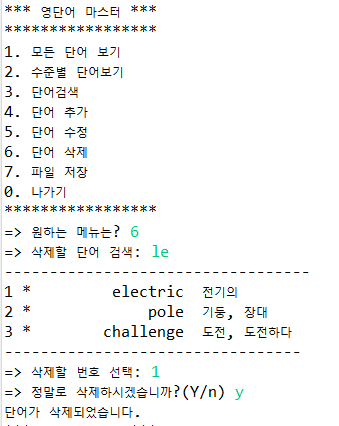 *** 영단어 마스터 ***
*****************
1. 모든 단어 보기
2. 수준별 단어보기
3. 단어검색
4. 단어 추가
5. 단어 수정
6. 단어 삭제
7. 파일 저장
0. 나가기
*****************
=> 원하는 메뉴는? 6
=> 삭제할 단어 검색: le
----------------------------------
1 * electric 전기의
2 * pole 기둥, 장대
3 * challenge 도전, 도전하다
---------------------------------
=> 삭제할 번호 선택: 1
=> 정말로 삭제하시겠습니까?(Y/n) y
단어가 삭제되었습니다.